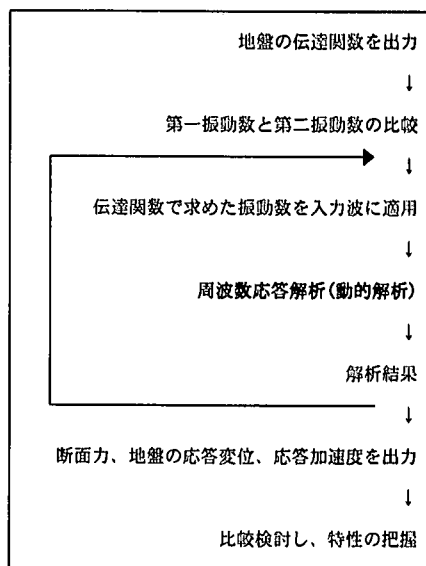 地盤の伝達関数を出力
↓
第一振動数と第二振動数の比較
↓
伝達関数で求めた振動数を入力波に適用
↓
周波数応答解析(動的解析)
↓
解析結果
↓
断面力、地盤の応答変位、応答加速度を出力
↓
比較検討し、特性の把握